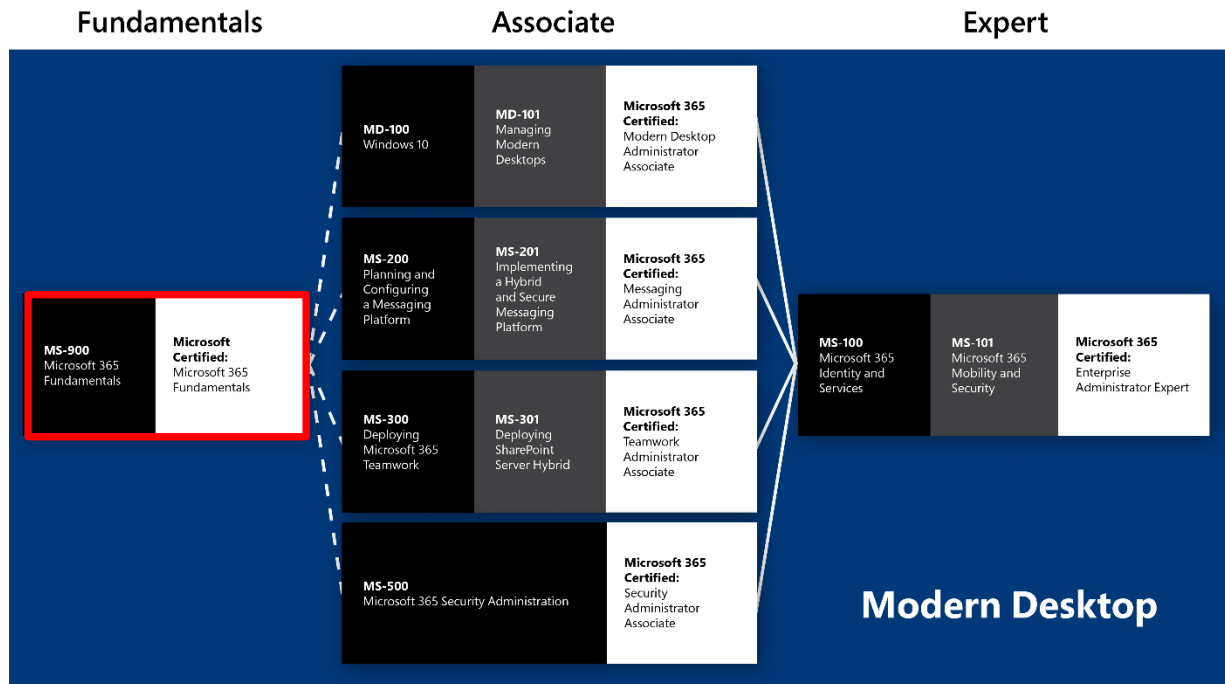 Fundamentals
Associate
Expert
MD-100
Windows 10
MD-101
Managing
Modern
Desktops
Microsoft 365
Certified:
Modern Desktop
Administrator
Associate
MS-200
Planning and
Configuring
a Messaging
Platform
MS-201
Implementing
a Hybrid
and Secure
Messaging
Platform
Microsoft 365
Certified:
Messaging
Administrator
Associate
MS-900
Microsoft 365
Fundamentals
Microsoft
Certified:
Microsoft 365
Fundamentals
MS-100
Microsoft 365
Identity and
Services
MS-101
Microsoft 365
Mobility and
Security
Microsoft 365
Certified:
Enterprise
Administrator Expert
MS-300
Deploying
Microsoft 365
Teamwork
MS-301
Deploying
SharePoint
Server Hybrid
Microsoft 365
Certified:
Teamwork
Administrator
Associate
MS-500
Microsoft 365 Security Administration
Microsoft 365
Certified:
Security
Administrator
Associate
Modern Desktop